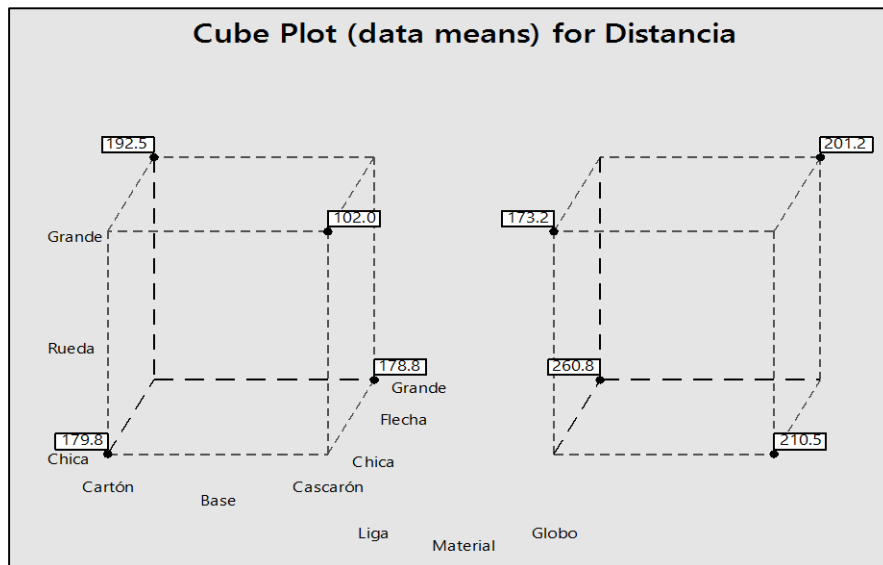 Cube Plot (data means) for Distancia
192.5
201.2
102.0
173.2
Grande
Rueda
178.8
260.8
Grande
Flecha
179.8
210.5
Chica
Chica
Cartón
Cascarón
Base
Liga
Globo
Material